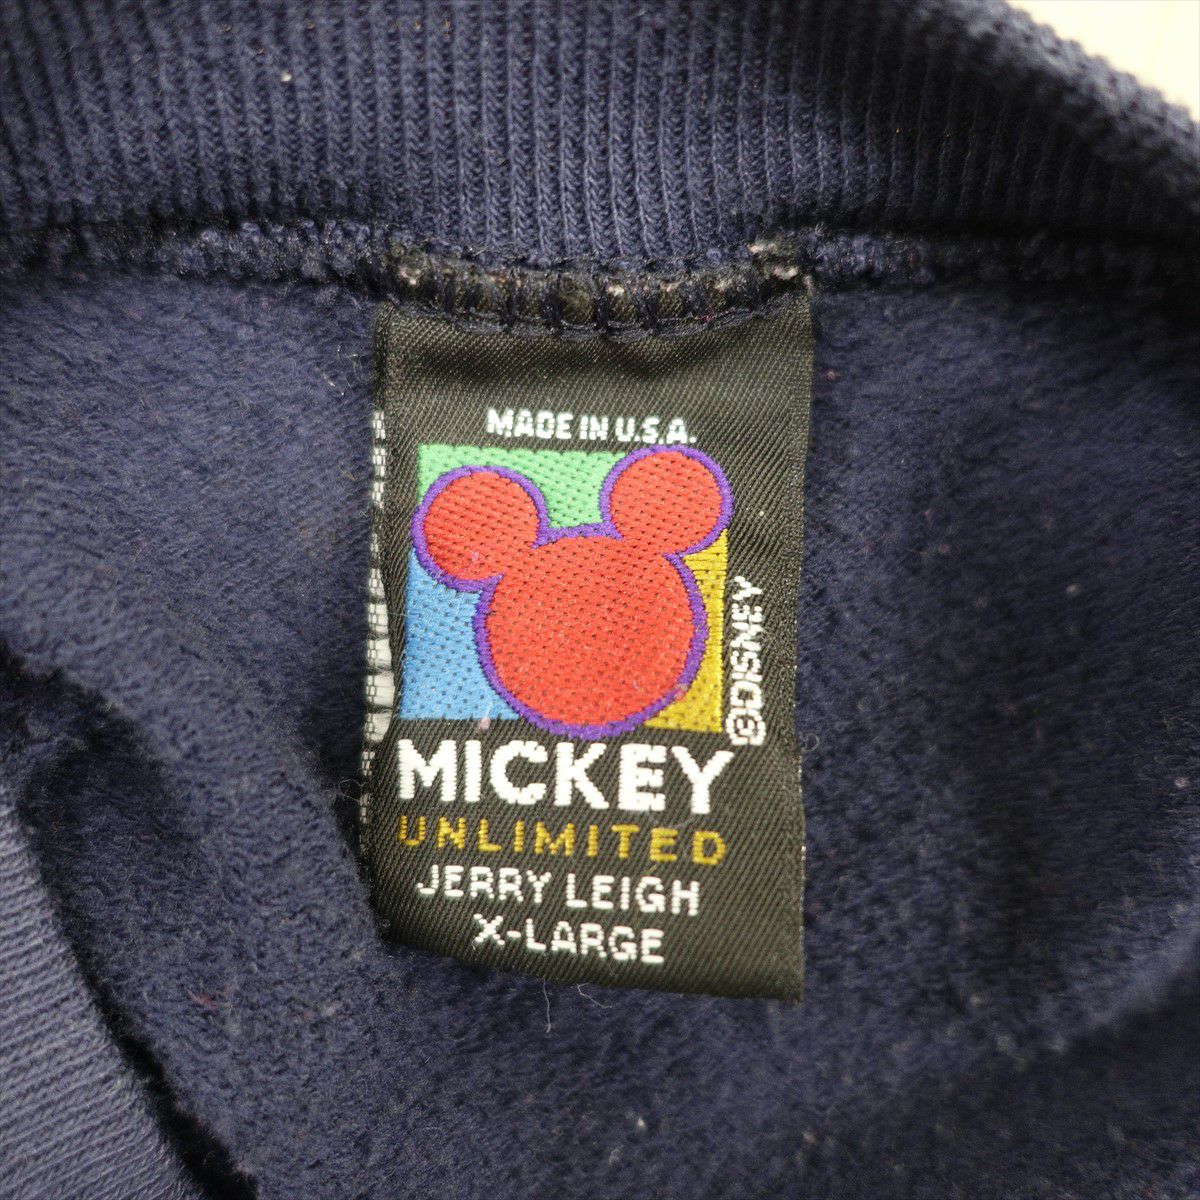 MADE IN U.S.A.
©DISNEY
MICKEY
UNLIMITED
JERRY LEIGH
X-LARGE